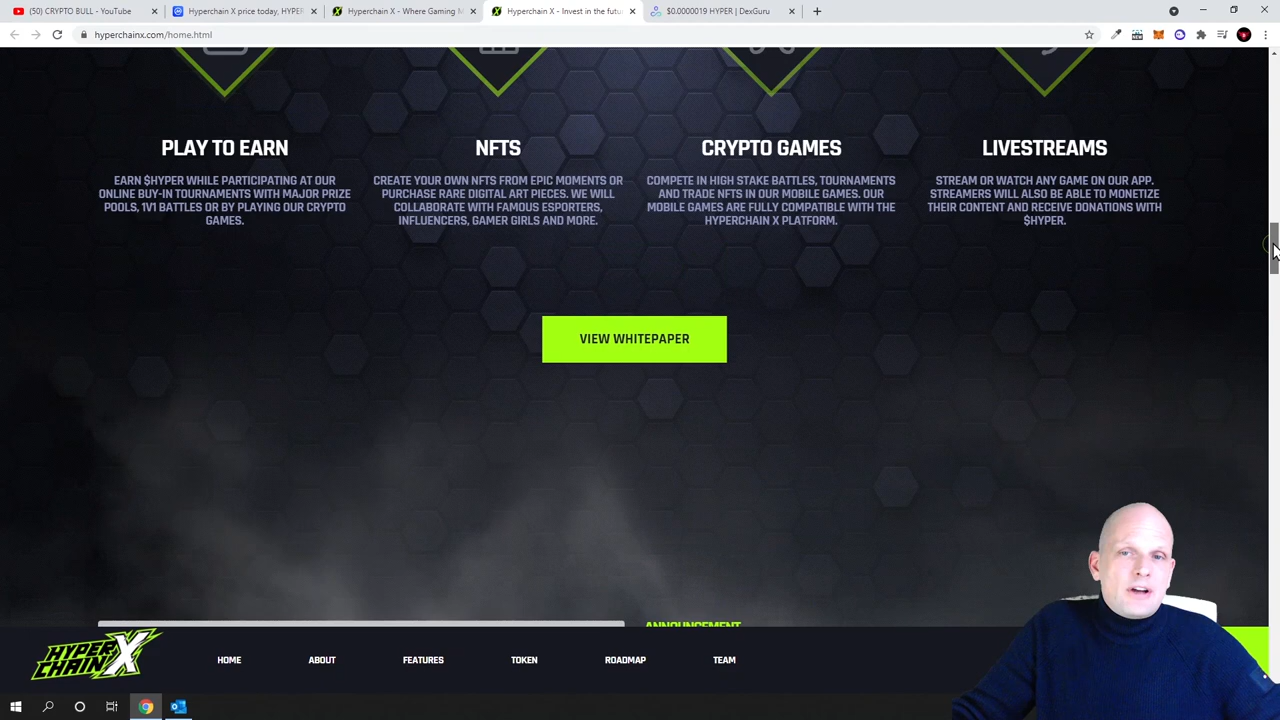 (50) CRYPTO BULL - YouTube
Hyperchain X price today, HYPER
Hyperchain X - Where Gaming M
Hyperchain X - Invest in the futu
$0.0000019 HYPER | DexGuru
hyperchainx.com/home.html
PLAY TO EARN
EARN $HYPER WHILE PARTICIPATING AT OUR
ONLINE BUY-IN TOURNAMENTS WITH MAJOR PRIZE
POOLS, 1V1 BATTLES OR BY PLAYING OUR CRYPTO
GAMES.
NFTS
CREATE YOUR OWN NFTS FROM EPIC MOMENTS OR
PURCHASE RARE DIGITAL ART PIECES. WE WILL
COLLABORATE WITH FAMOUS ESPORTERS,
INFLUENCERS, GAMER GIRLS AND MORE.
CRYPTO GAMES
COMPETE IN HIGH STAKE BATTLES, TOURNAMENTS
AND TRADE NFTS IN OUR MOBILE GAMES. OUR
MOBILE GAMES ARE FULLY COMPATIBLE WITH THE
HYPERCHAIN X PLATFORM.
LIVESTREAMS
STREAM OR WATCH ANY GAME ON OUR APP.
STREAMERS WILL ALSO BE ABLE TO MONETIZE
THEIR CONTENT AND RECEIVE DONATIONS WITH
$HYPER.
VIEW WHITEPAPER
ANNOUNCEMENT
HYPER
CHAIN X
HOME
ABOUT
FEATURES
TOKEN
ROADMAP
TEAM